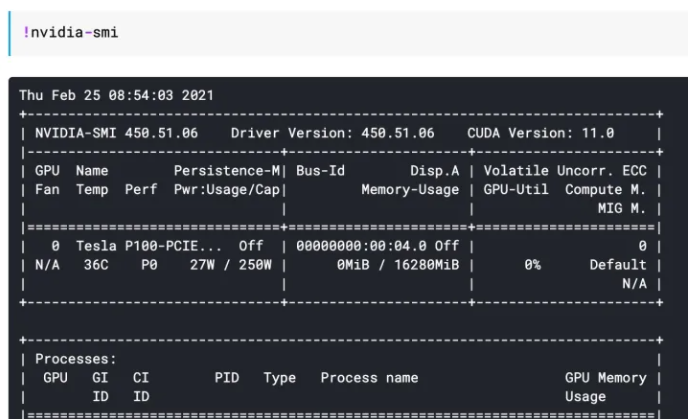 !nvidia-smi
Thu Feb 25 08:54:03 2021
+-----------------------------------------------------------------------------+
| NVIDIA-SMI 450.51.06    Driver Version: 450.51.06    CUDA Version: 11.0     |
|-------------------------------+----------------------+----------------------+
| GPU  Name        Persistence-M| Bus-Id        Disp.A | Volatile Uncorr. ECC |
| Fan  Temp  Perf  Pwr:Usage/Cap|         Memory-Usage | GPU-Util  Compute M. |
|                               |                      |               MIG M. |
|===============================+======================+======================|
|   0  Tesla P100-PCIE...  Off  | 00000000:00:04.0 Off |                    0 |
| N/A   36C    P0    27W / 250W |      0MiB / 16280MiB |      0%      Default |
|                               |                      |                  N/A |
+-------------------------------+----------------------+----------------------+
+-----------------------------------------------------------------------------+
| Processes:                                                                  |
|  GPU   GI   CI        PID   Type   Process name                  GPU Memory |
|        ID   ID                                                   Usage      |
|=============================================================================|